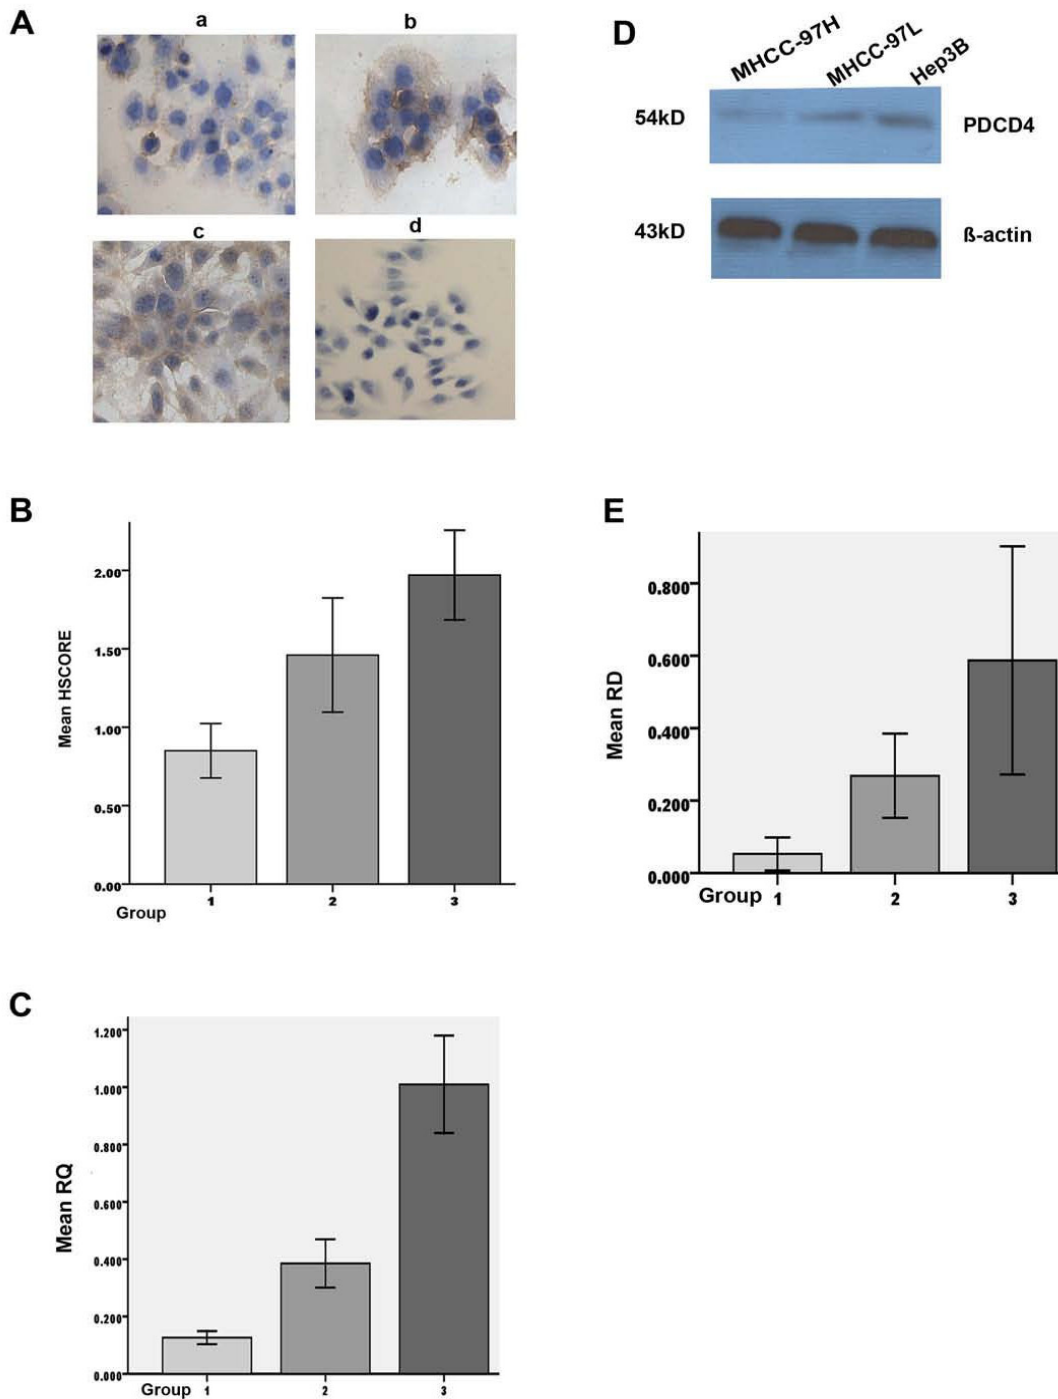 A
a
b
c
d
D
MHCC-97H
MHCC-97L
Hep3B
54kD
PDCD4
43kD
ß-actin
B
Mean HSCORE
2.00
1.50
1.00
0.50
0.00
Group
1
2
3
E
Mean RD
0.800
0.600
0.400
0.200
0.000
Group
1
2
3
C
Mean RQ
1.200
1.000
0.800
0.600
0.400
0.200
0.000
Group
1
2
3